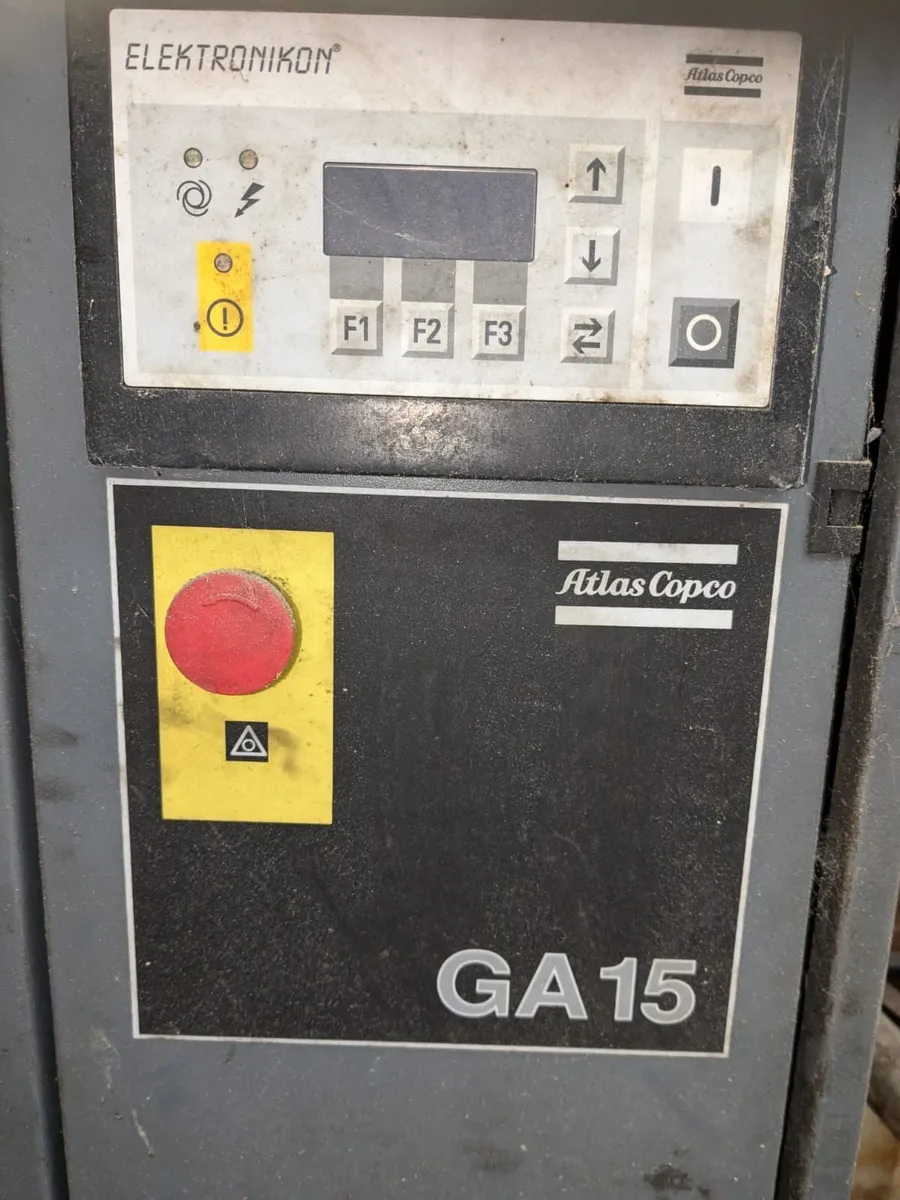 ELEKTRONIKON®
Atlas Copco
F1 F2 F3
Atlas Copco
GA 15